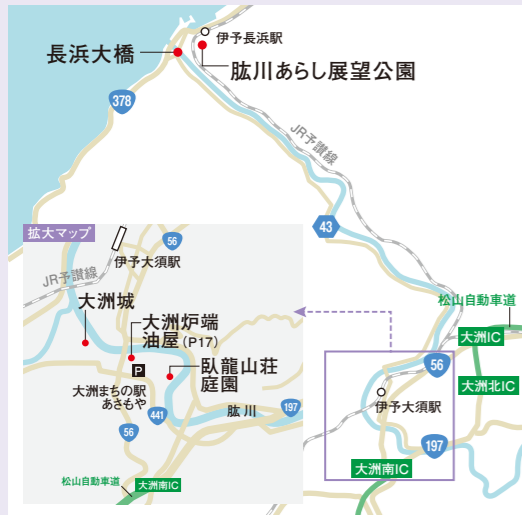 伊予長浜駅
長浜大橋
肱川あらし展望公園
378
JR予讃線
43
拡大マップ
56
伊予大須駅
JR予讃線
大洲城
大洲炉端
油屋(P17)
P
臥龍山荘
庭園
大洲まちの駅
あさもや
441
肱川
197
56
松山自動車道
大洲南IC
松山自動車道
大洲IC
56
大洲北IC
伊予大須駅
197
大洲南IC